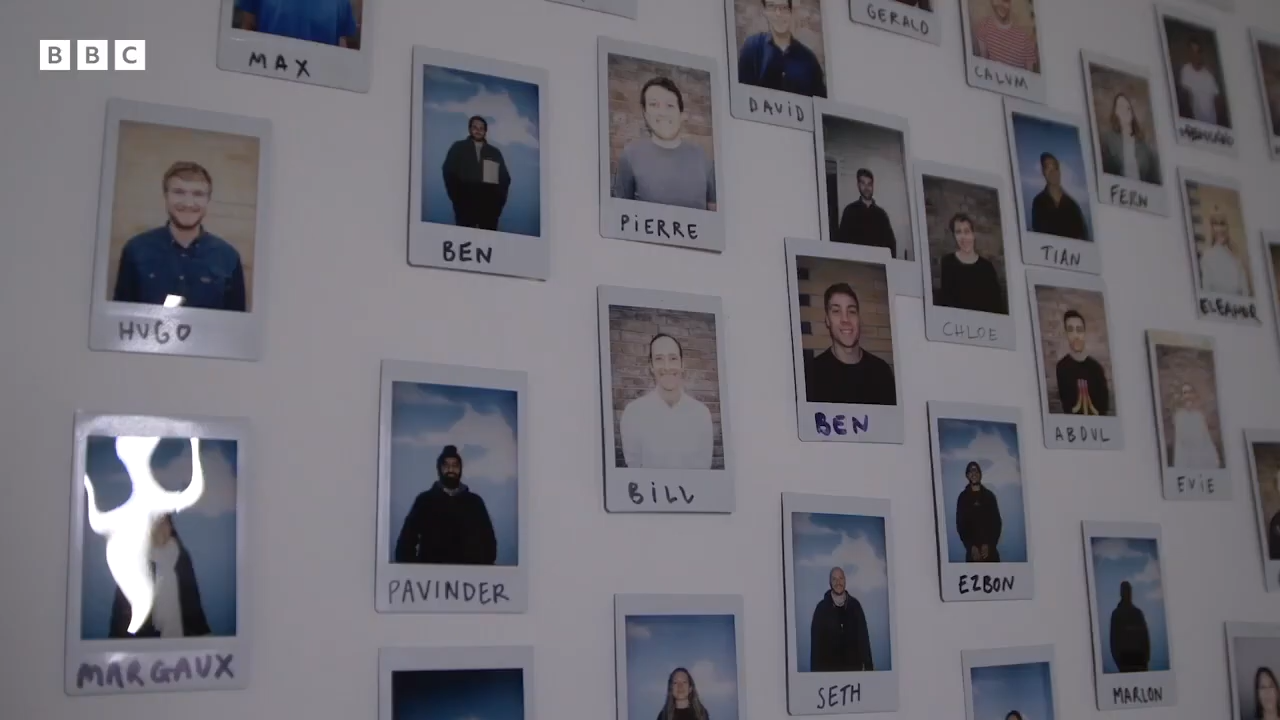 BBC
MAX
DAViD
GERALD
CALUM
HUGO
BEN
PiERRE
TIAN
FERN
ELEANOR
CHLOE
BEN
ABDUL
EViE
MARGAUX
PAVINDER
BiLL
SETH
EZBON
MARLON